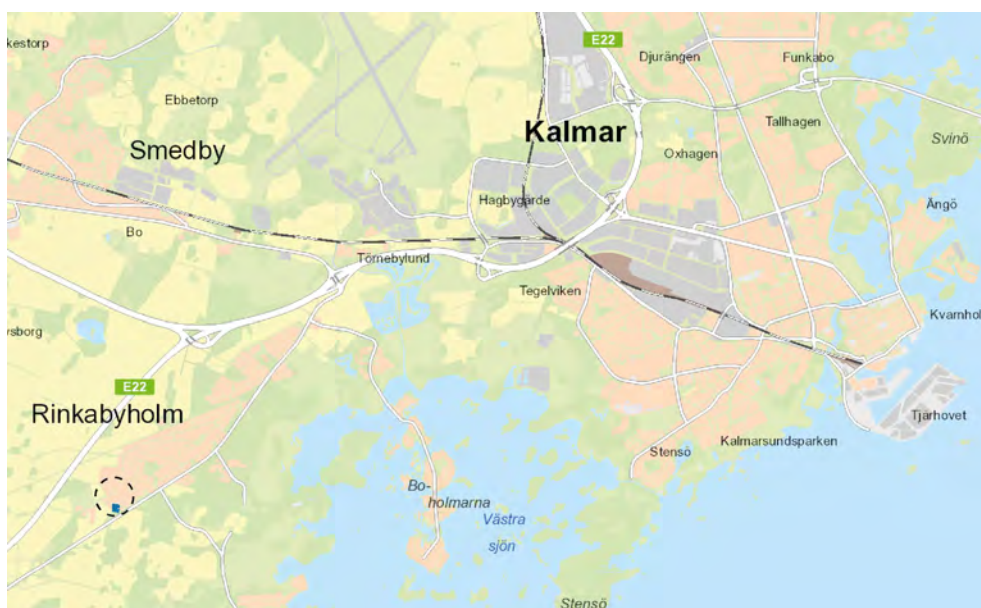 E22
kestorp
Djurängen
Funkabo
Ebbetorp
Kalmar
Tallhagen
Svinö
Smedby
Oxhagen
Hagbygärde
Ängö
Bo
Törnebylund
Tegelviken
Kvarnhol
ysborg
E22
Rinkabyholm
Tjärhovet
Kalmarsundsparken
Stensö
Bo-
holmarna
Västra
sjön
Stensö